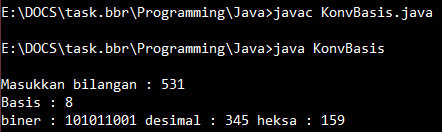 E:\DOCS\task.bbr\Programming\Java>javac KonvBasis.java
E:\DOCS\task.bbr\Programming\Java>java KonvBasis
Masukkan bilangan : 531
Basis : 8
biner : 101011001 desimal : 345 heksa : 159